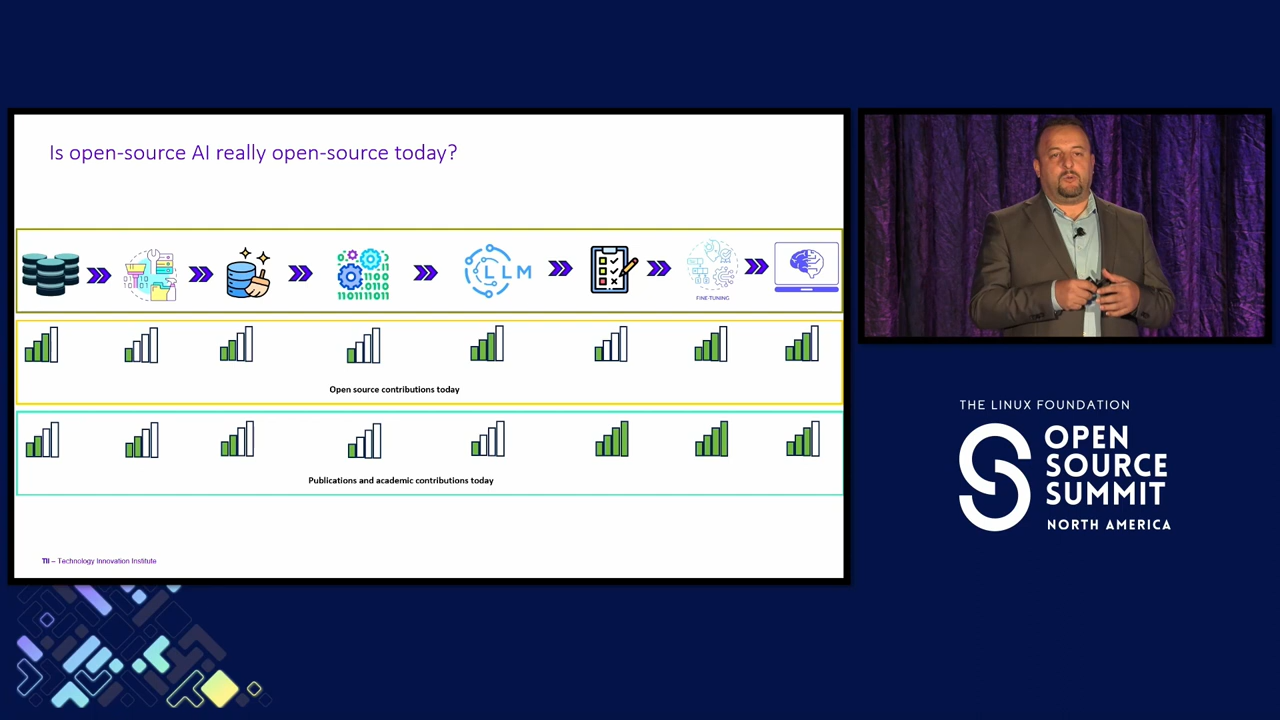 Is open-source AI really open-source today?
LLM
FINE-TUNING
Open source contributions today
Publications and academic contributions today
TII – Technology Innovation Institute
THE LINUX FOUNDATION
OPEN
SOURCE
SUMMIT
NORTH AMERICA